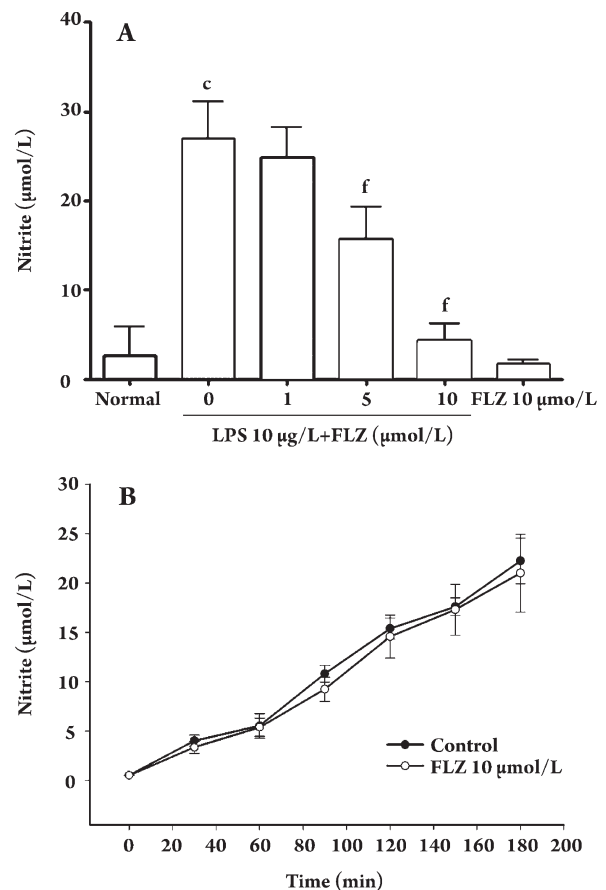 A
40
30
20
10
0
Nitrite (µmol/L)
c
f
f
Normal 0 1 5 10 FLZ 10 µmo/L
LPS 10 µg/L+FLZ (µmol/L)
B
30
25
20
15
10
5
0
Nitrite (µmol/L)
Control
FLZ 10 µmol/L
0 20 40 60 80 100 120 140 160 180 200
Time (min)